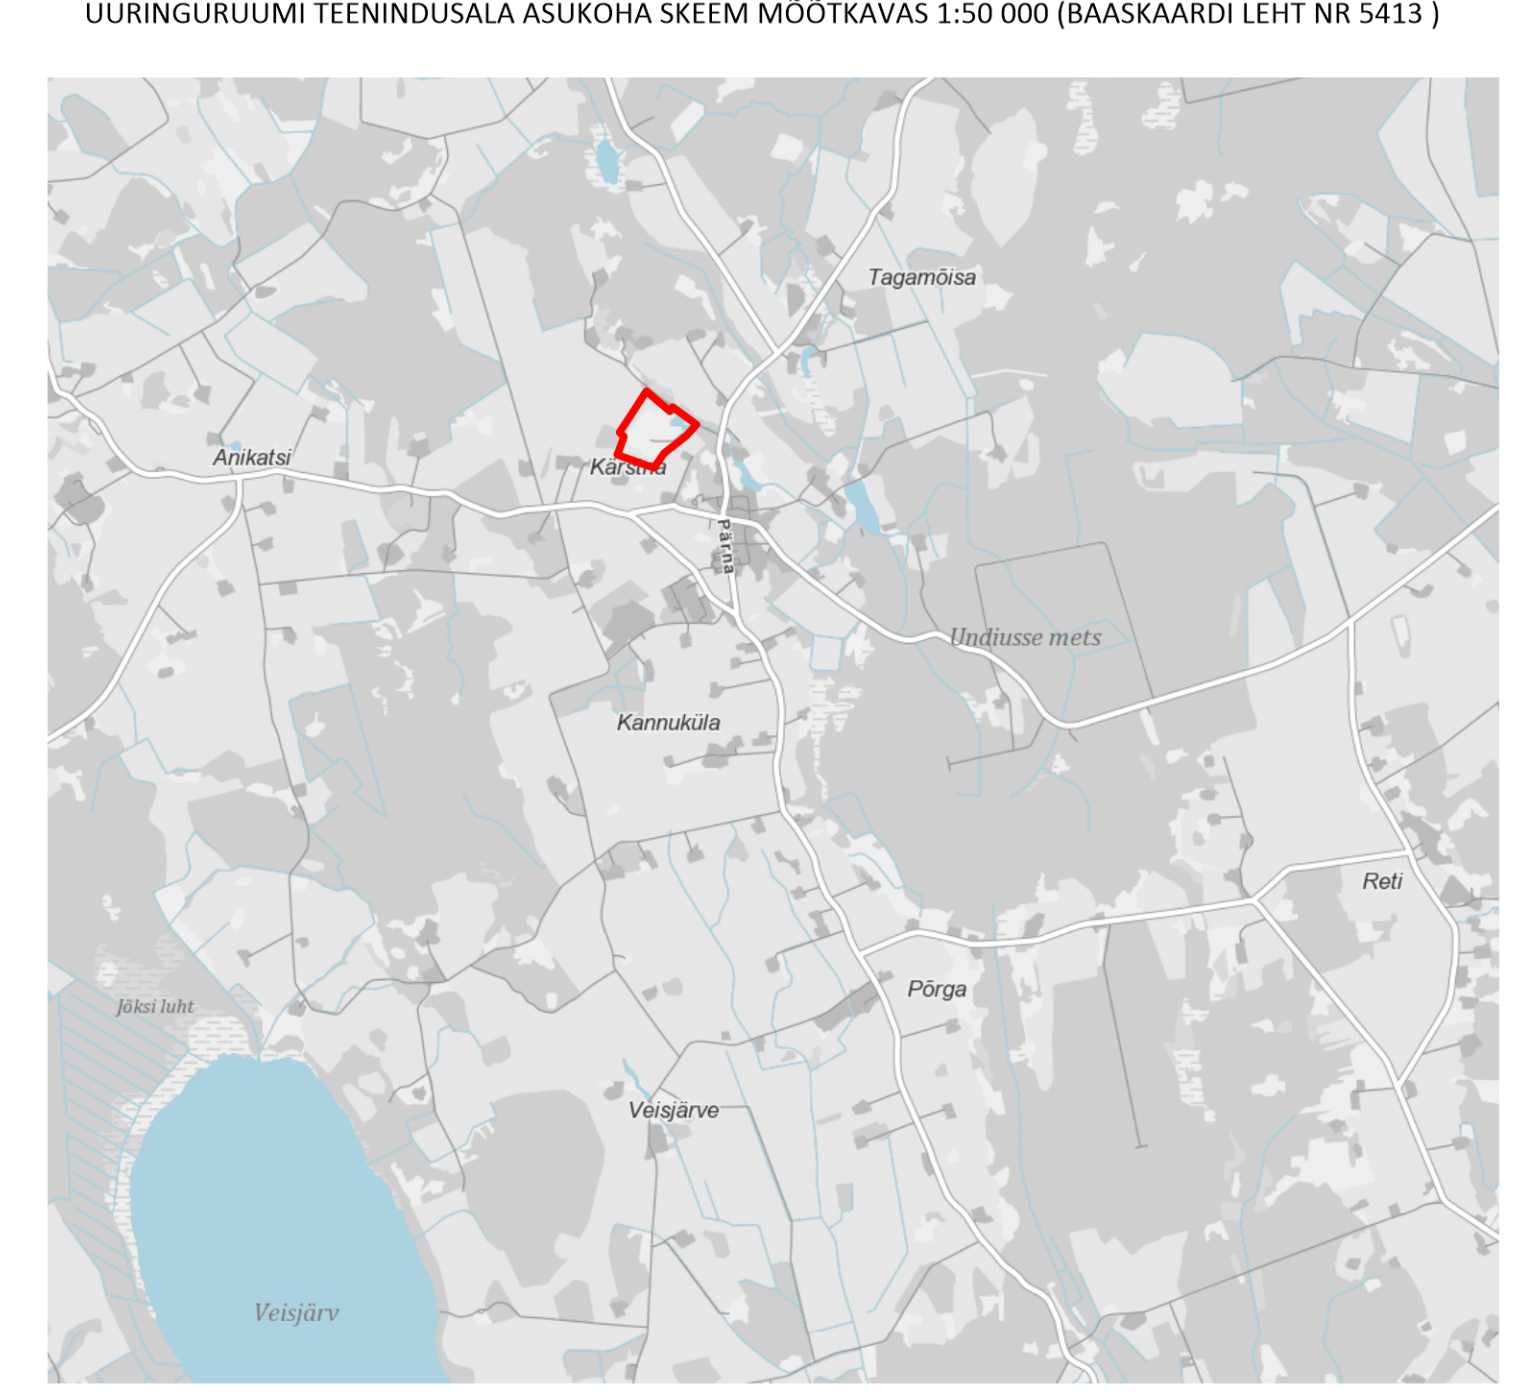 UURINGURUUMI TEENINDUSALA ASUKOHA SKEEM MÕÕTKAVAS 1:50 000 (BAASKAARDI LEHT NR 5413 )
Tagamõisa
Anikatsi
Kärstna
Pärna
Undiusse mets
Kannuküla
Reti
Põrga
Jõksi luht
Veisjärve
Veisjärv